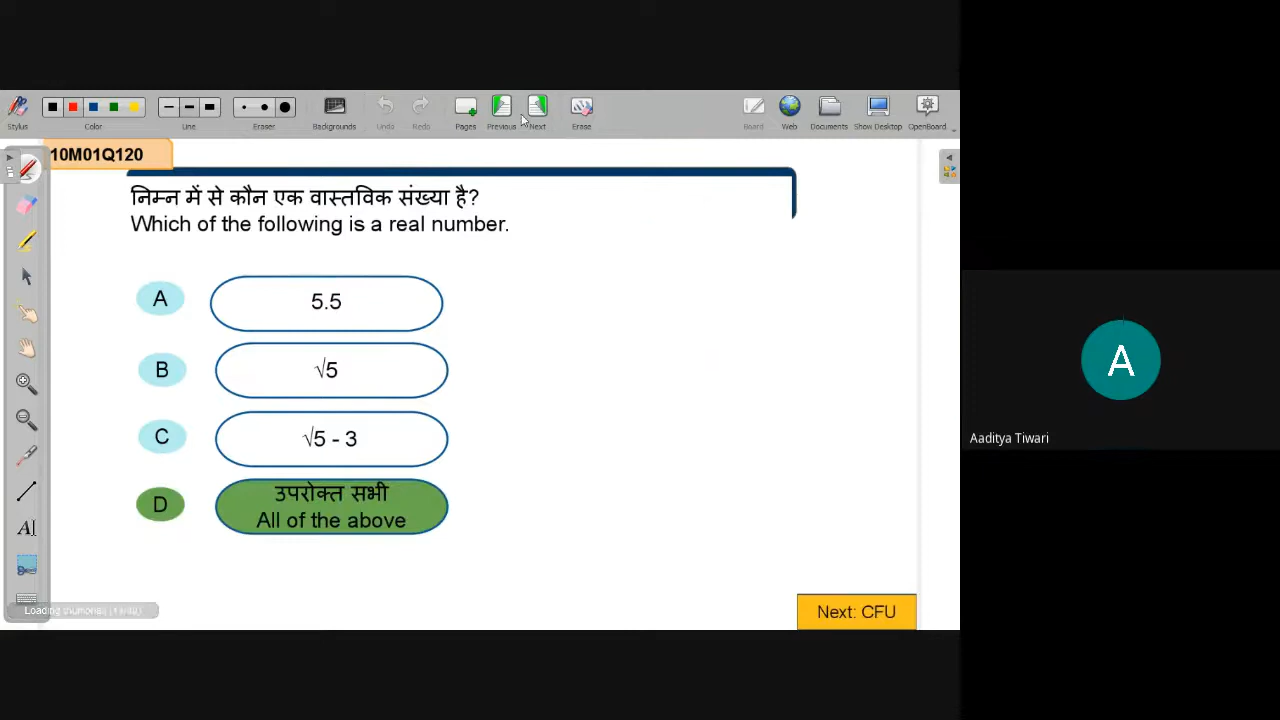 Stylus
Color
Line
Eraser
Backgrounds
Undo
Redo
Pages
Previous
Next
Erase
Board
Web
Documents
Show Desktop
OpenBoard
10M01Q120
निम्न में से कौन एक वास्तविक संख्या है?
Which of the following is a real number.
A
5.5
B
√5
C
√5 - 3
D
उपरोक्त सभी
All of the above
Loading thumbnail
Next: CFU
A
Aaditya Tiwari